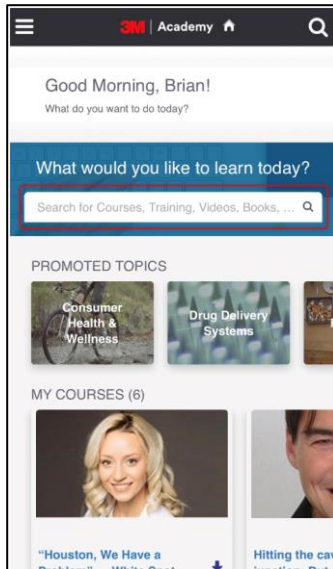 3M | Academy
Good Morning, Brian!
What do you want to do today?
What would you like to learn today?
Search for Courses, Training, Videos, Books, ...
PROMOTED TOPICS
Consumer
Health &
Wellness
Drug Delivery
Systems
MY COURSES (6)
"Houston, We Have a
Hitting the